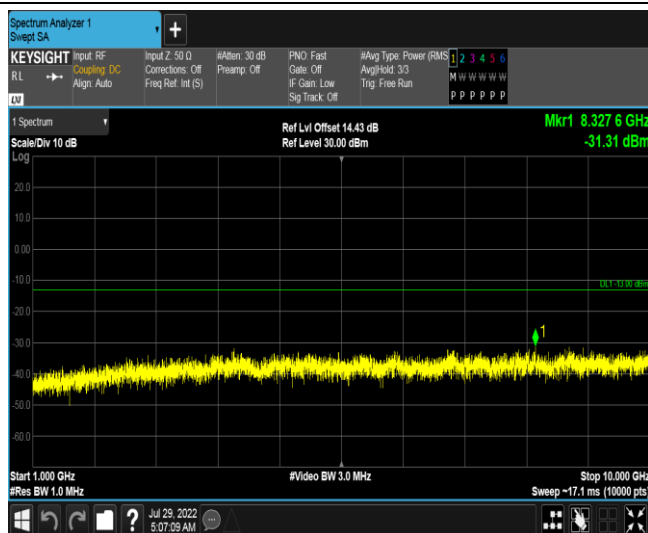 Spectrum Analyzer 1
Swept SA
+
KEYSIGHT
RL
Input: RF
Coupling: DC
Align: Auto
Input Z: 50 Ω
Corrections: Off
Freq Ref: Int (S)
#Atten: 30 dB
Preamp: Off
PNO: Fast
Gate: Off
IF Gain: Low
Sig Track: Off
#Avg Type: Power (RMS
Avg|Hold: 3/3
Trig: Free Run
1 2 3 4 5 6
M W W W W W
P P P P P P
LXI
1 Spectrum
Scale/Div 10 dB
Ref Lvl Offset 14.43 dB
Ref Level 30.00 dBm
Mkr1 8.327 6 GHz
-31.31 dBm
Log
20.0
10.0
0.00
-10.0
DL1 -13.00 dBm
-20.0
-30.0
1
-40.0
-50.0
-60.0
Start 1.000 GHz
#Res BW 1.0 MHz
#Video BW 3.0 MHz
Stop 10.000 GHz
Sweep ~17.1 ms (10000 pts)
?
Jul 29, 2022
5:07:09 AM